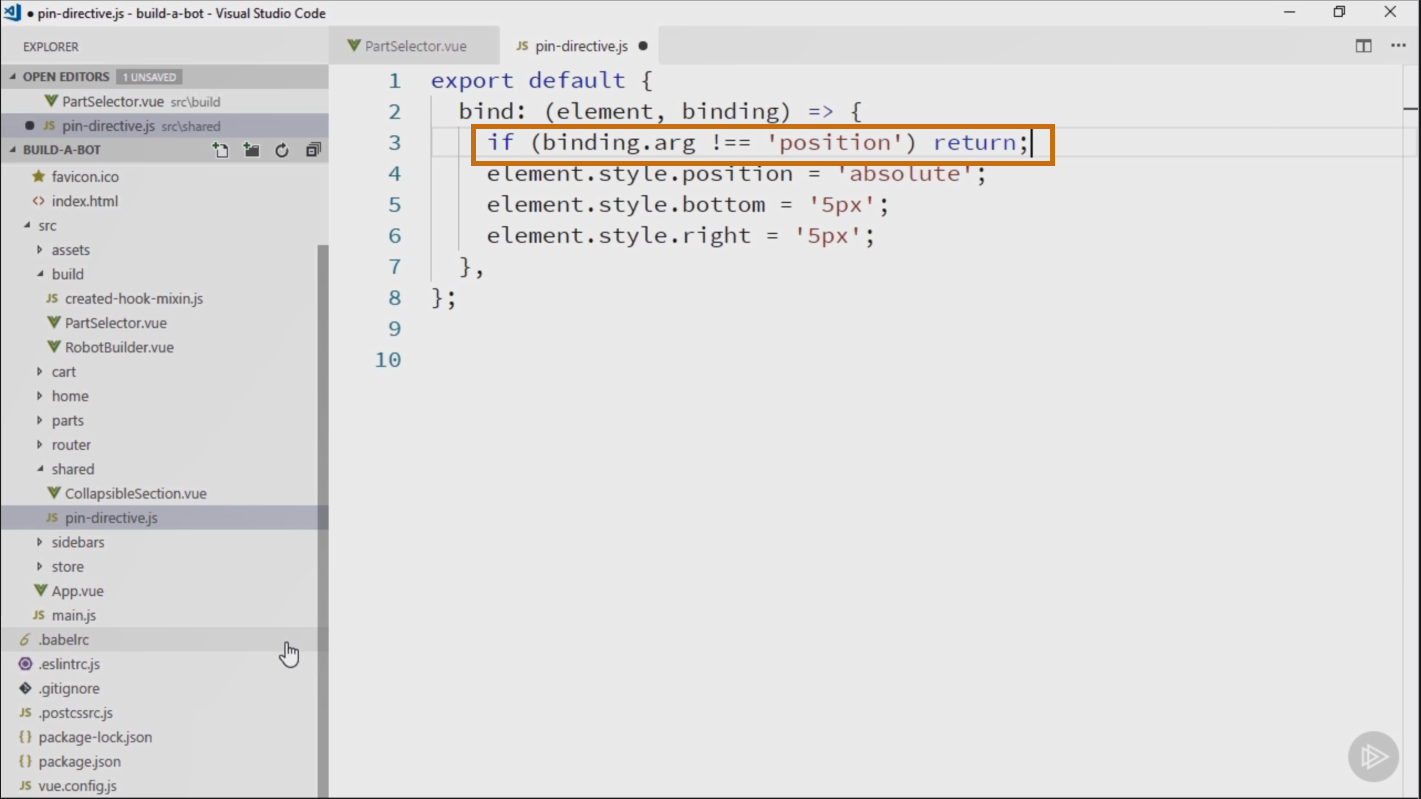 ● pin-directive.js - build-a-bot - Visual Studio Code
EXPLORER
OPEN EDITORS 1 UNSAVED
PartSelector.vue src\build
● pin-directive.js src\shared
BUILD-A-BOT
favicon.ico
<> index.html
src
assets
build
JS created-hook-mixin.js
PartSelector.vue
RobotBuilder.vue
cart
home
parts
router
shared
CollapsibleSection.vue
JS pin-directive.js
sidebars
store
App.vue
JS main.js
6 .babelrc
.eslintrc.js
.gitignore
JS .postcssrc.js
{} package-lock.json
{} package.json
JS vue.config.js
PartSelector.vue
JS pin-directive.js ●
1 export default {
2 bind: (element, binding) => {
3 if (binding.arg !== 'position') return;
4 element.style.position = 'absolute';
5 element.style.bottom = '5px';
6 element.style.right = '5px';
7 },
8 };
9
10